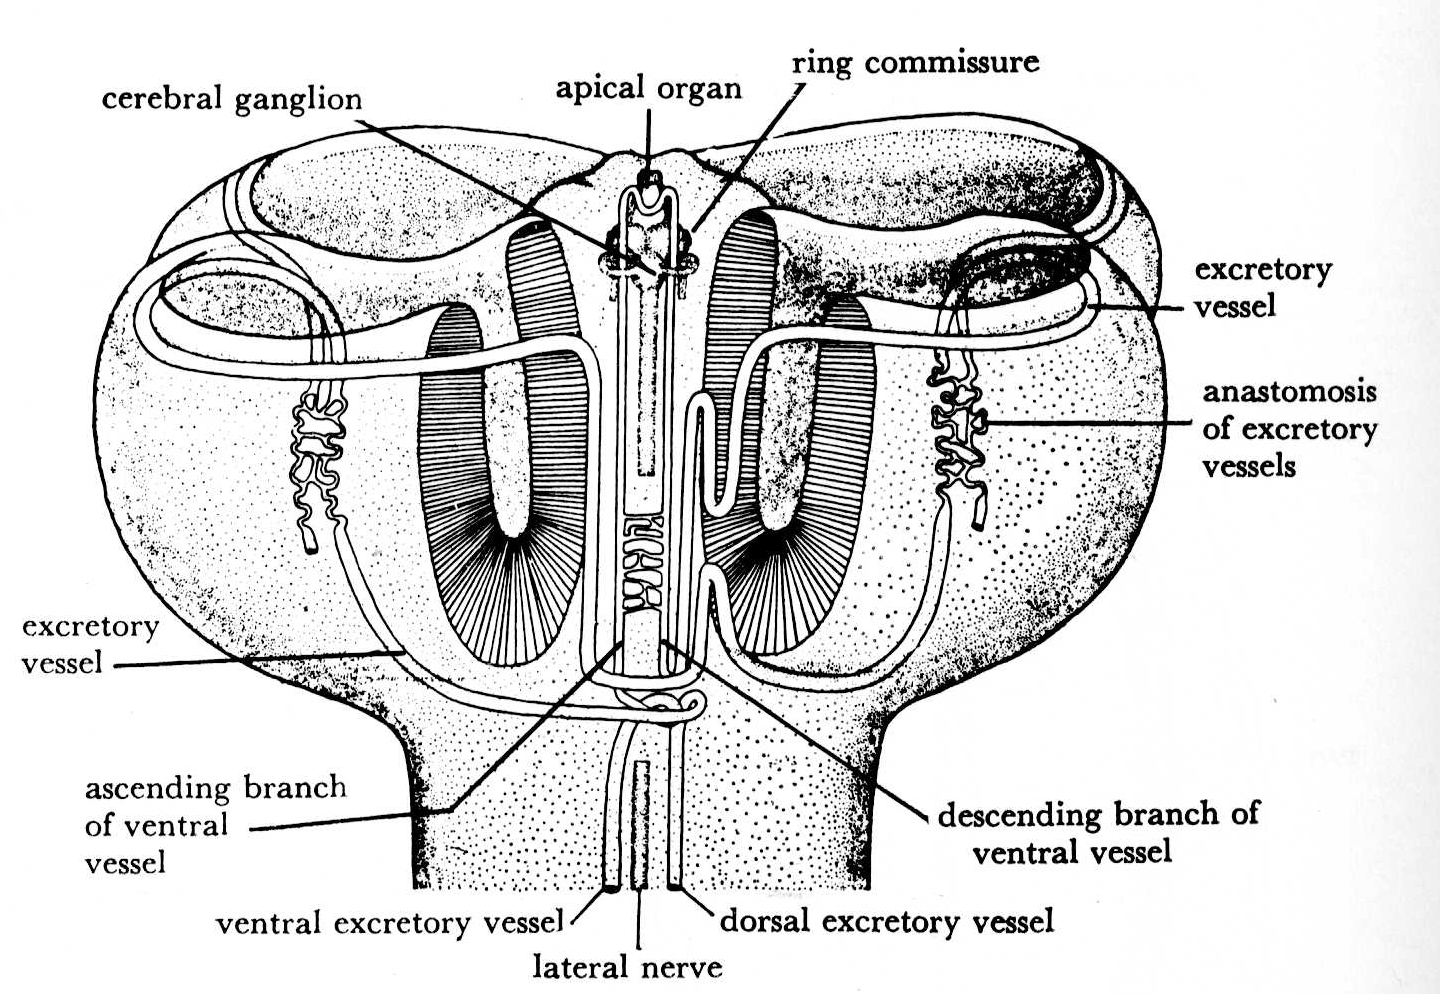 ring commissure
apical organ
cerebral ganglion
excretory
vessel
anastomosis
of excretory
vessels
excretory
vessel
ascending branch
of ventral
vessel
descending branch of
ventral vessel
ventral excretory vessel
dorsal excretory vessel
lateral nerve